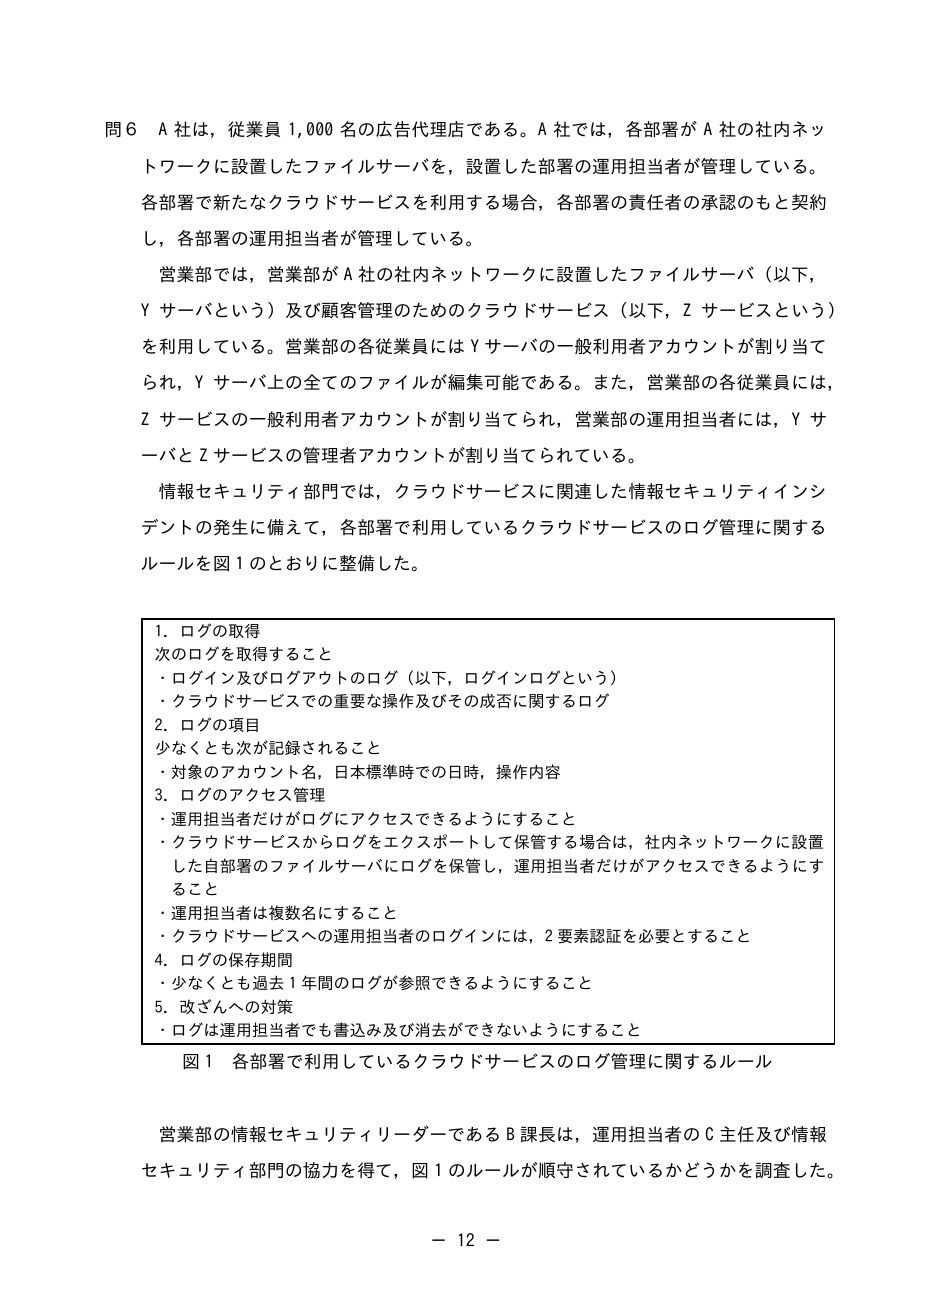 問6 A 社は，従業員 1,000 名の広告代理店である。A 社では，各部署が A 社の社内ネッ
トワークに設置したファイルサーバを，設置した部署の運用担当者が管理している。
各部署で新たなクラウドサービスを利用する場合，各部署の責任者の承認のもと契約
し，各部署の運用担当者が管理している。
営業部では，営業部が A 社の社内ネットワークに設置したファイルサーバ（以下，
Y サーバという）及び顧客管理のためのクラウドサービス（以下，Z サービスという）
を利用している。営業部の各従業員には Y サーバの一般利用者アカウントが割り当て
られ，Y サーバ上の全てのファイルが編集可能である。また，営業部の各従業員には，
Z サービスの一般利用者アカウントが割り当てられ，営業部の運用担当者には，Y サ
ーバと Z サービスの管理者アカウントが割り当てられている。
情報セキュリティ部門では，クラウドサービスに関連した情報セキュリティインシ
デントの発生に備えて，各部署で利用しているクラウドサービスのログ管理に関する
ルールを図 1 のとおりに整備した。
1．ログの取得
次のログを取得すること
・ログイン及びログアウトのログ（以下，ログインログという）
・クラウドサービスでの重要な操作及びその成否に関するログ
2．ログの項目
少なくとも次が記録されること
・対象のアカウント名，日本標準時での日時，操作内容
3．ログのアクセス管理
・運用担当者だけがログにアクセスできるようにすること
・クラウドサービスからログをエクスポートして保管する場合は，社内ネットワークに設置
した自部署のファイルサーバにログを保管し，運用担当者だけがアクセスできるようにす
ること
・運用担当者は複数名にすること
・クラウドサービスへの運用担当者のログインには，2 要素認証を必要とすること
4．ログの保存期間
・少なくとも過去 1 年間のログが参照できるようにすること
5．改ざんへの対策
・ログは運用担当者でも書込み及び消去ができないようにすること
図 1 各部署で利用しているクラウドサービスのログ管理に関するルール
営業部の情報セキュリティリーダーである B 課長は，運用担当者の C 主任及び情報
セキュリティ部門の協力を得て，図 1 のルールが順守されているかどうかを調査した。
－ 12 －